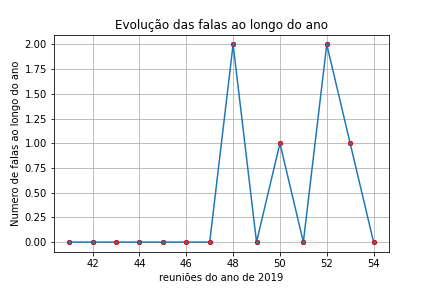 Evolução das falas ao longo do ano
Numero de falas ao longo do ano
2.00
1.75
1.50
1.25
1.00
0.75
0.50
0.25
0.00
42 44 46 48 50 52 54
reuniões do ano de 2019